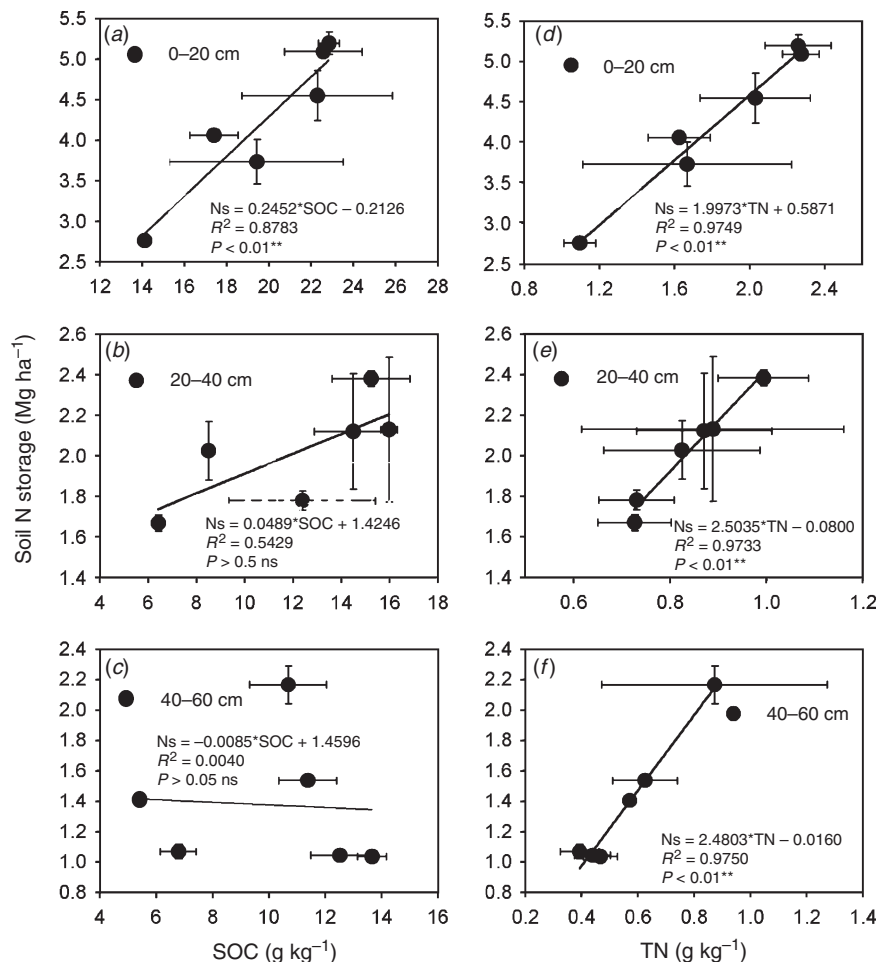 (a)
0–20 cm
Ns = 0.2452*SOC – 0.2126
R² = 0.8783
P < 0.01**
5.5
5.0
4.5
4.0
3.5
3.0
2.5
12 14 16 18 20 22 24 26 28
(d)
0–20 cm
Ns = 1.9973*TN + 0.5871
R² = 0.9749
P < 0.01**
5.5
5.0
4.5
4.0
3.5
3.0
2.5
0.8 1.2 1.6 2.0 2.4
Soil N storage (Mg ha⁻¹)
(b)
20–40 cm
Ns = 0.0489*SOC + 1.4246
R² = 0.5429
P > 0.5 ns
2.6
2.4
2.2
2.0
1.8
1.6
1.4
4 6 8 10 12 14 16 18
(e)
20–40 cm
Ns = 2.5035*TN – 0.0800
R² = 0.9733
P < 0.01**
2.6
2.4
2.2
2.0
1.8
1.6
1.4
0.6 0.8 1.0 1.2
(c)
40–60 cm
Ns = –0.0085*SOC + 1.4596
R² = 0.0040
P > 0.05 ns
2.4
2.2
2.0
1.8
1.6
1.4
1.2
1.0
0.8
4 6 8 10 12 14 16
SOC (g kg⁻¹)
(f)
40–60 cm
Ns = 2.4803*TN – 0.0160
R² = 0.9750
P < 0.01**
2.4
2.2
2.0
1.8
1.6
1.4
1.2
1.0
0.8
0.2 0.4 0.6 0.8 1.0 1.2 1.4
TN (g kg⁻¹)